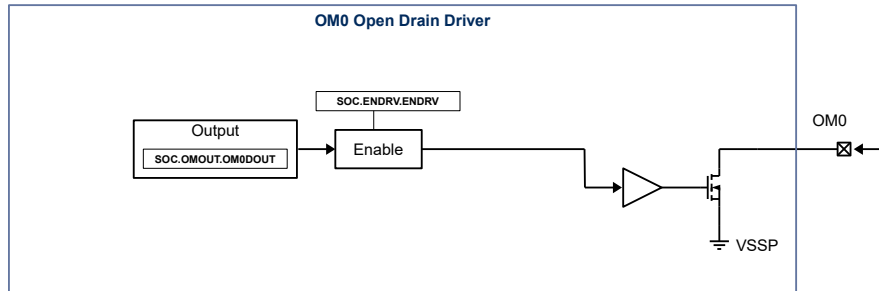 OM0 Open Drain Driver
SOC.ENDRV.ENDRV
OM0
Output
Enable
SOC.OMOUT.OM0DOUT
VSSP